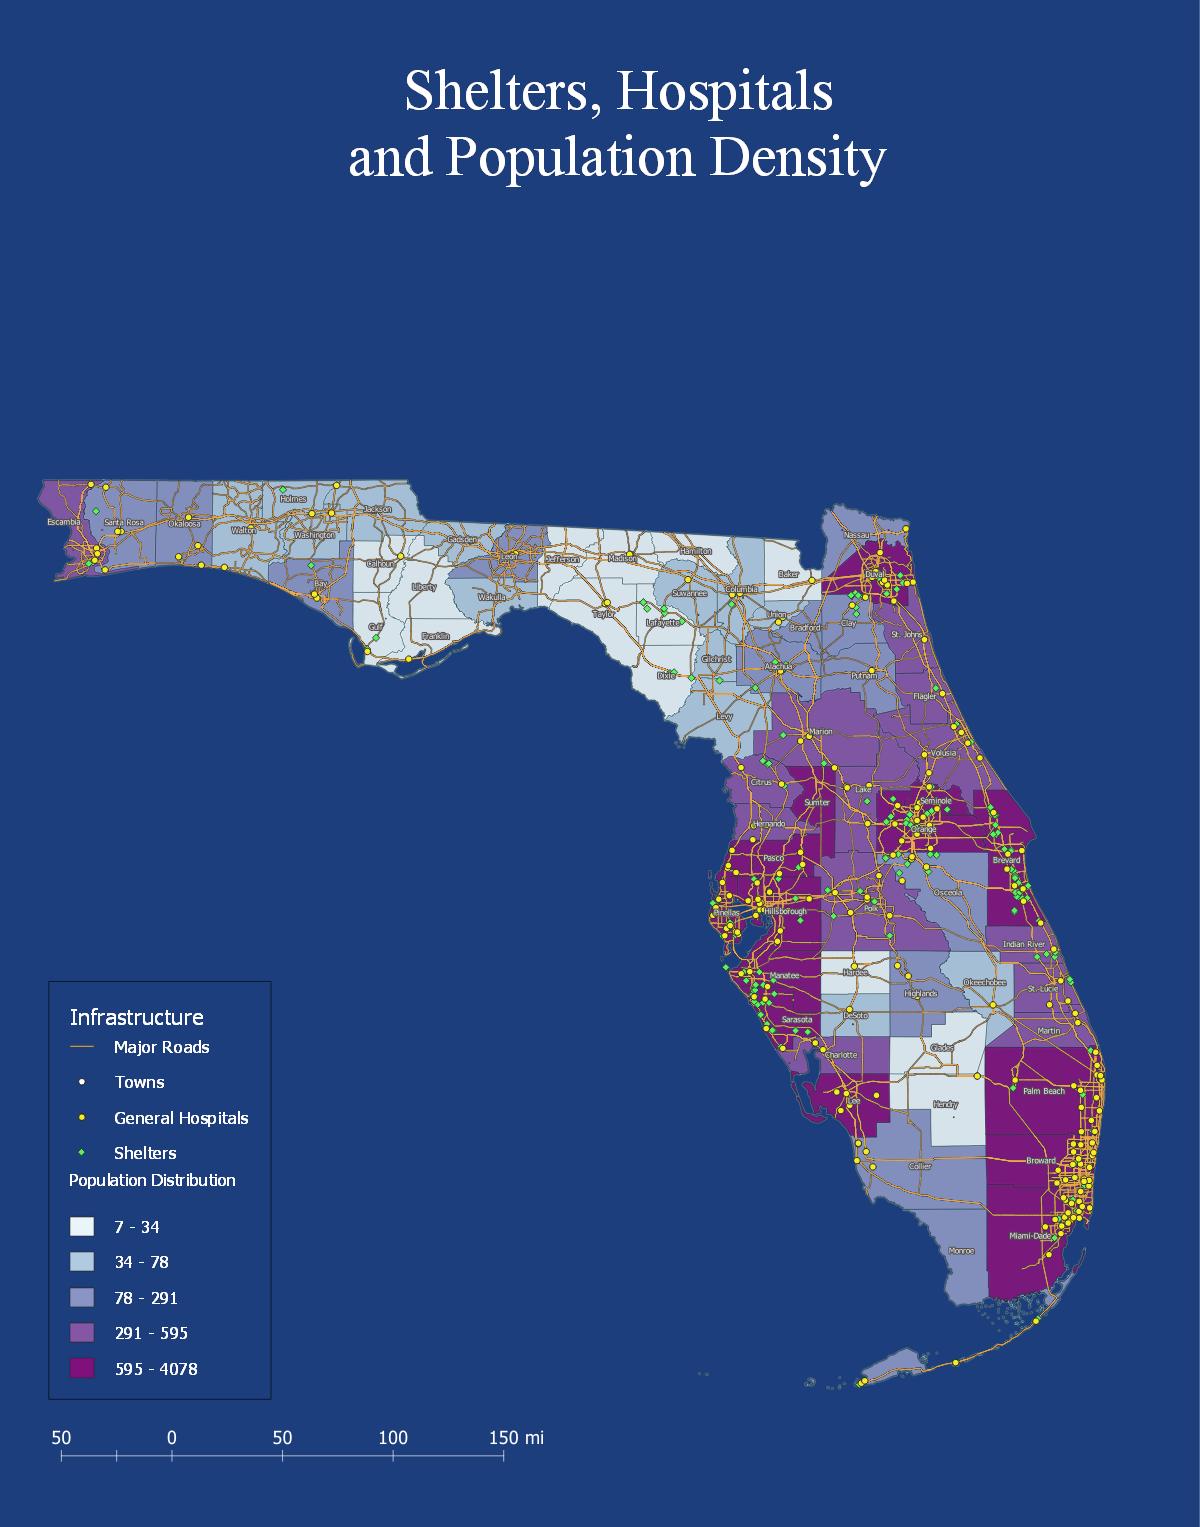 Shelters, Hospitals
and Population Density
Holmes
Jackson
Escambia
Santa Rosa
Okaloosa
Walton
Washington
Gadsden
Leon
Jefferson
Madison
Hamilton
Nassau
Calhoun
Bay
Liberty
Wakulla
Suwannee
Columbia
Baker
Duval
Gulf
Franklin
Taylor
Lafayette
Union
Bradford
Clay
St. Johns
Dixie
Gilchrist
Alachua
Putnam
Flagler
Levy
Marion
Volusia
Citrus
Sumter
Lake
Seminole
Hernando
Orange
Pasco
Brevard
Osceola
Pinellas
Hillsborough
Polk
Indian River
Manatee
Hardee
Highlands
Okeechobee
St. Lucie
Sarasota
DeSoto
Martin
Charlotte
Glades
Lee
Hendry
Palm Beach
Collier
Broward
Miami-Dade
Monroe
Infrastructure
Major Roads
Towns
General Hospitals
Shelters
Population Distribution
7 - 34
34 - 78
78 - 291
291 - 595
595 - 4078
50 0 50 100 150 mi